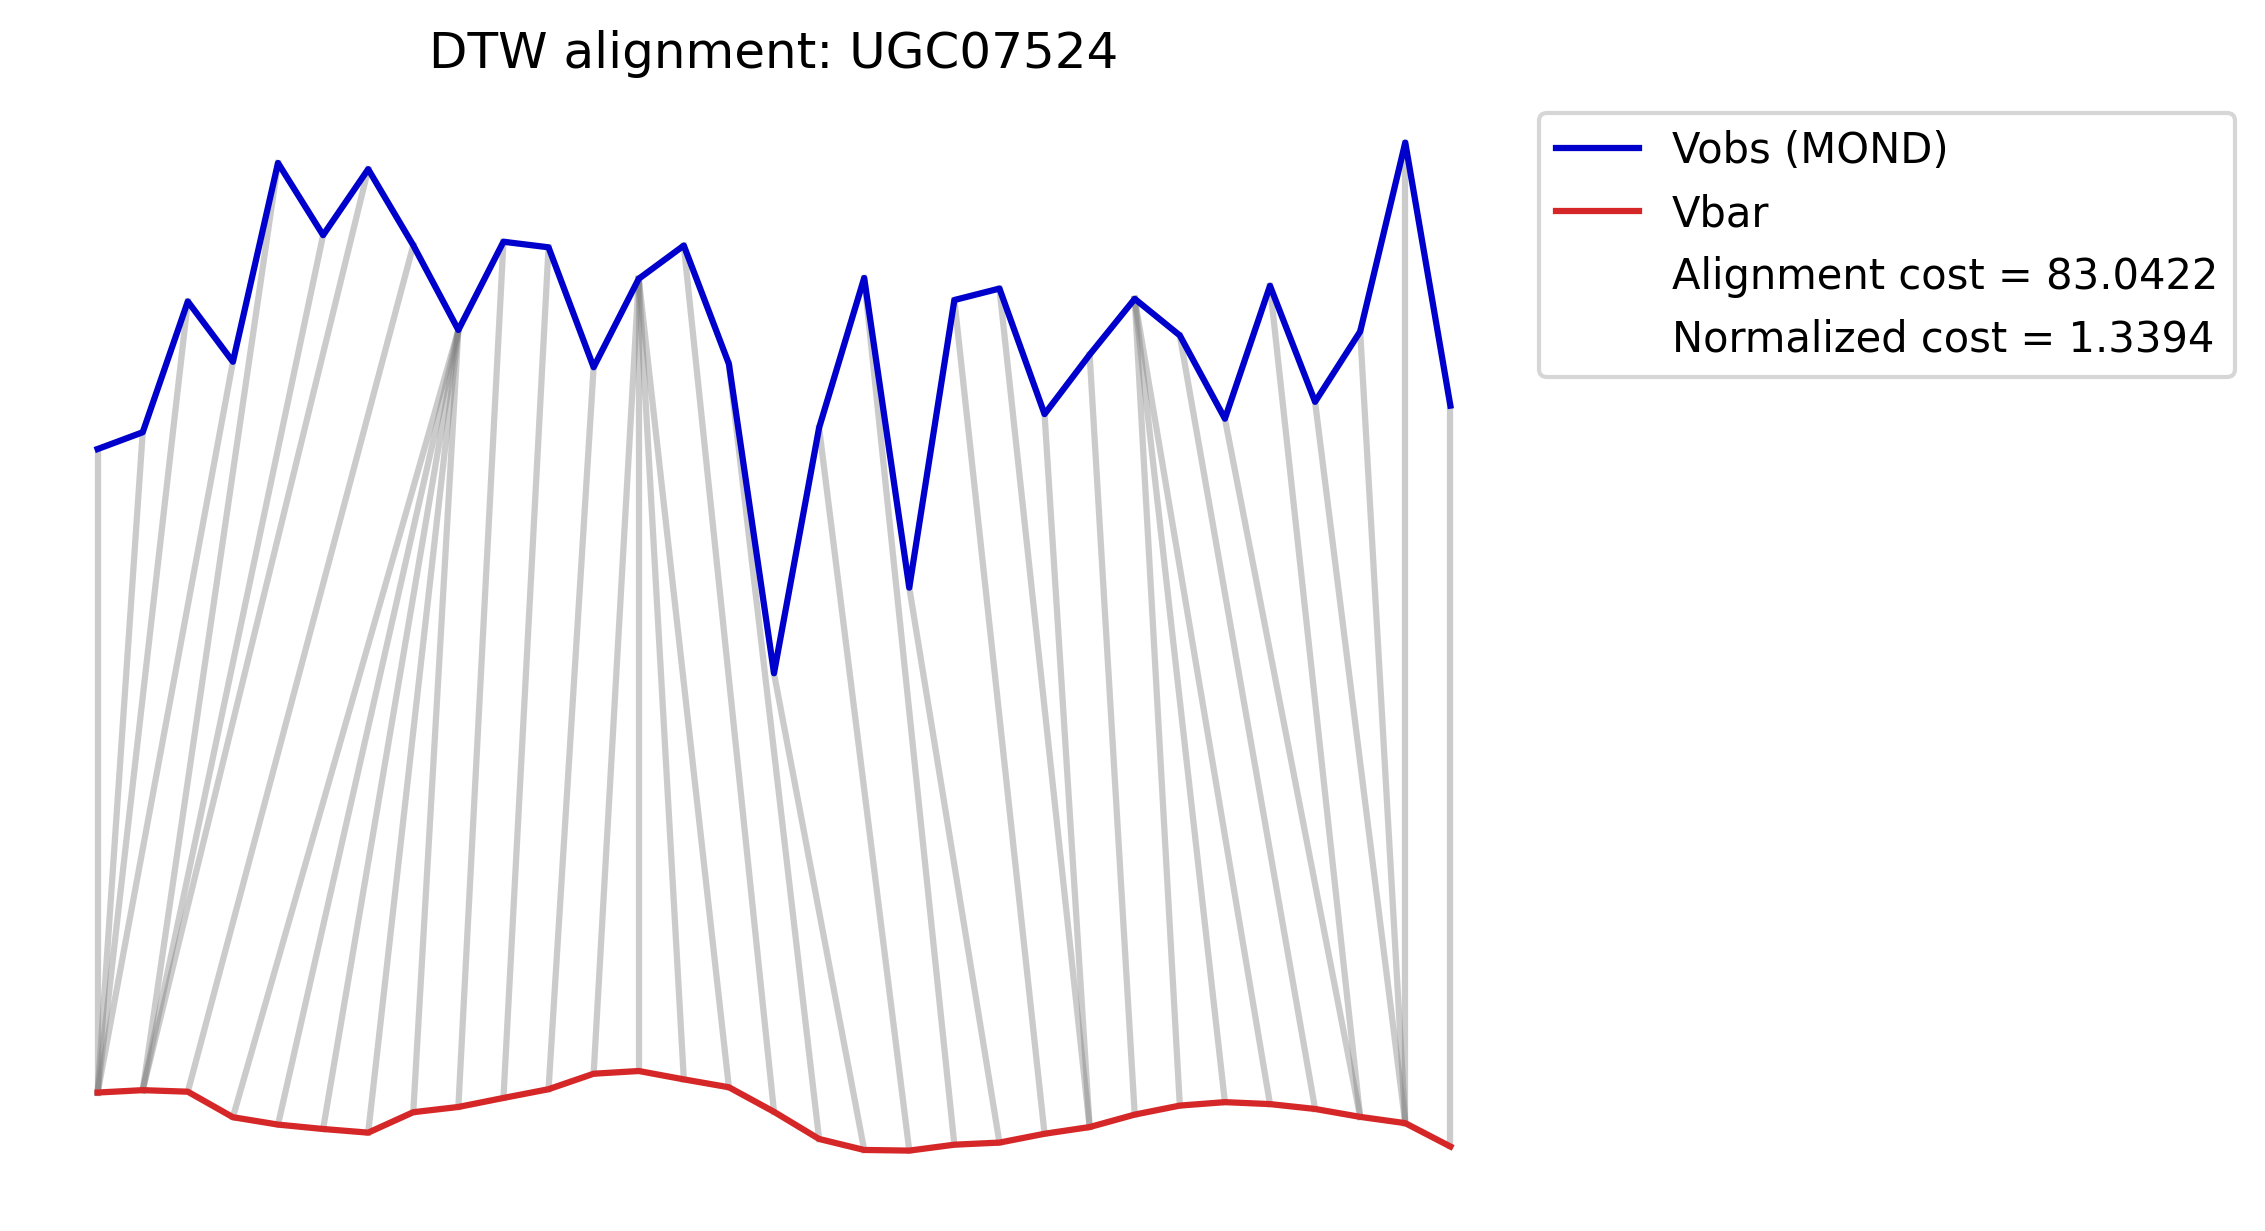 DTW alignment: UGC07524
Vobs (MOND)
Vbar
Alignment cost = 83.0422
Normalized cost = 1.3394